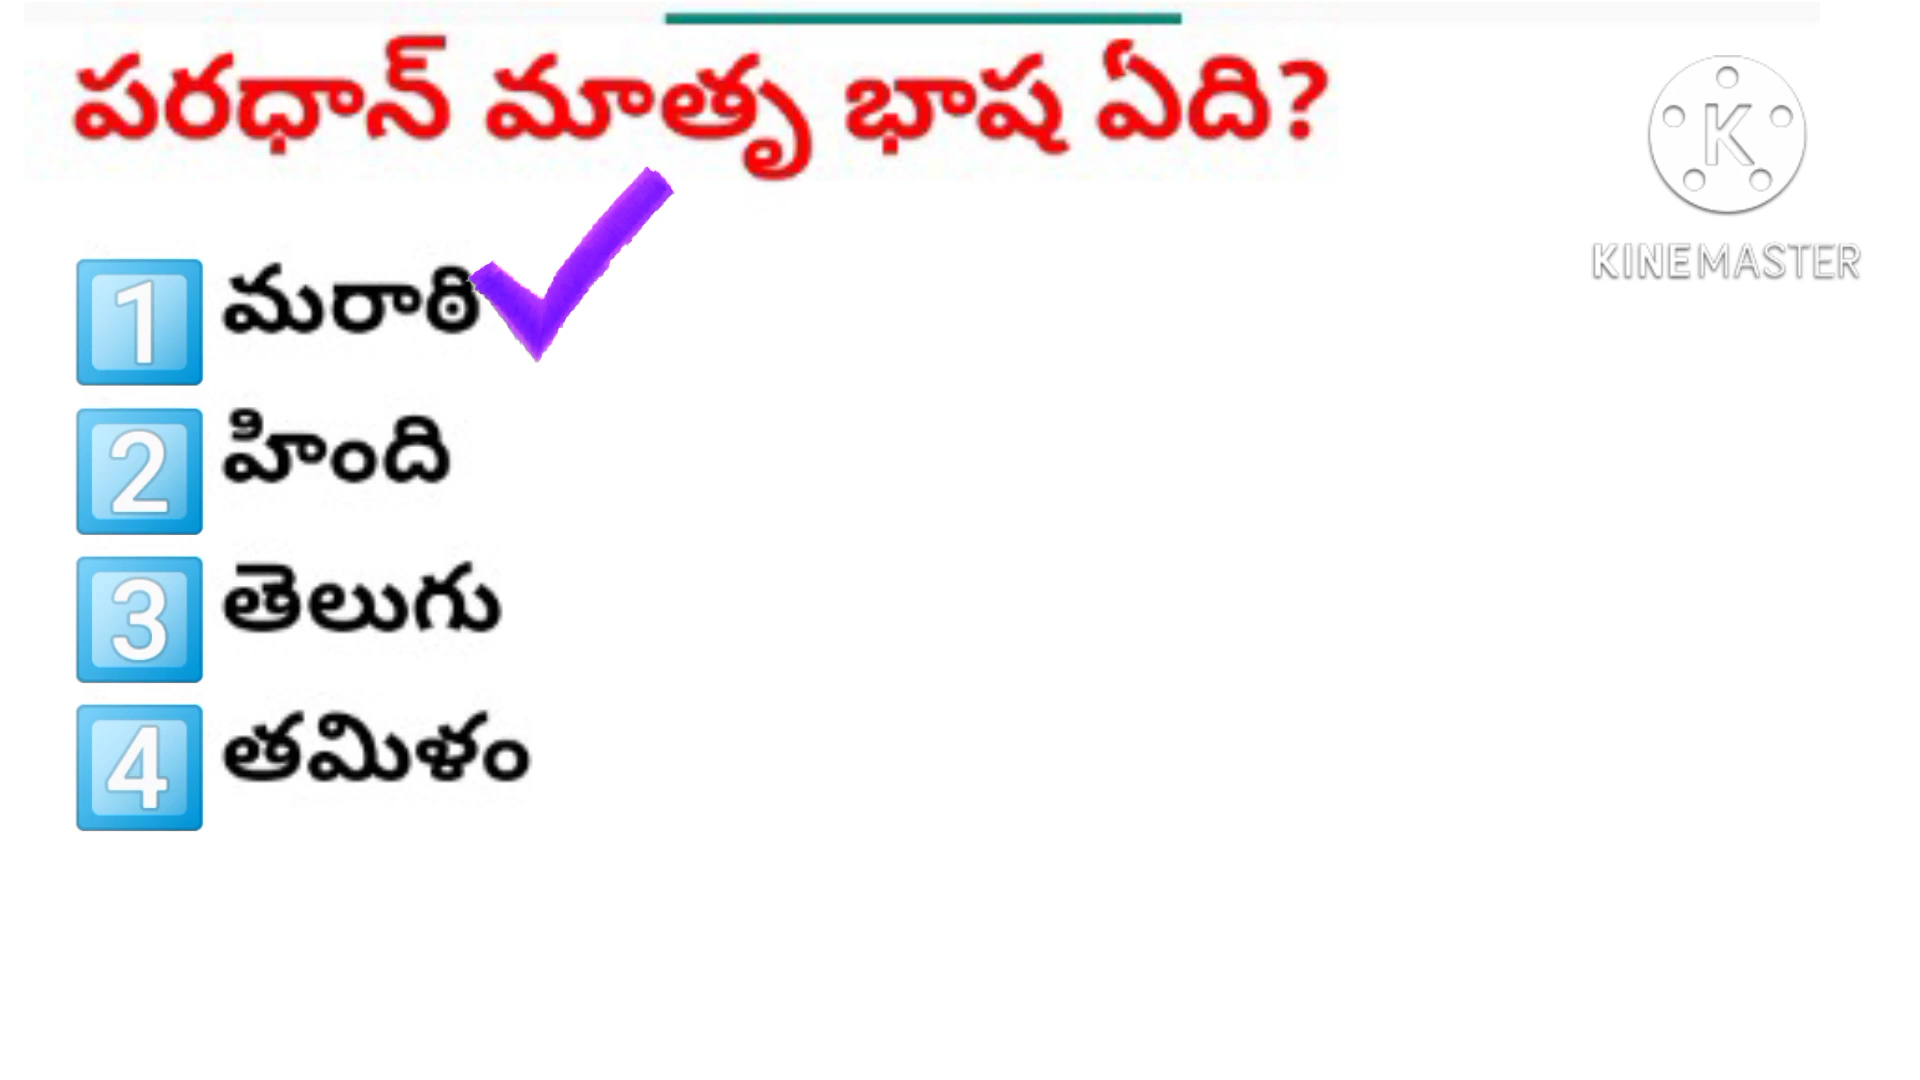 పరధాన్ మాతృ భాష ఏది?
K
KINEMASTER
1 మరాఠి
2 హింది
3 తెలుగు
4 తమిళం